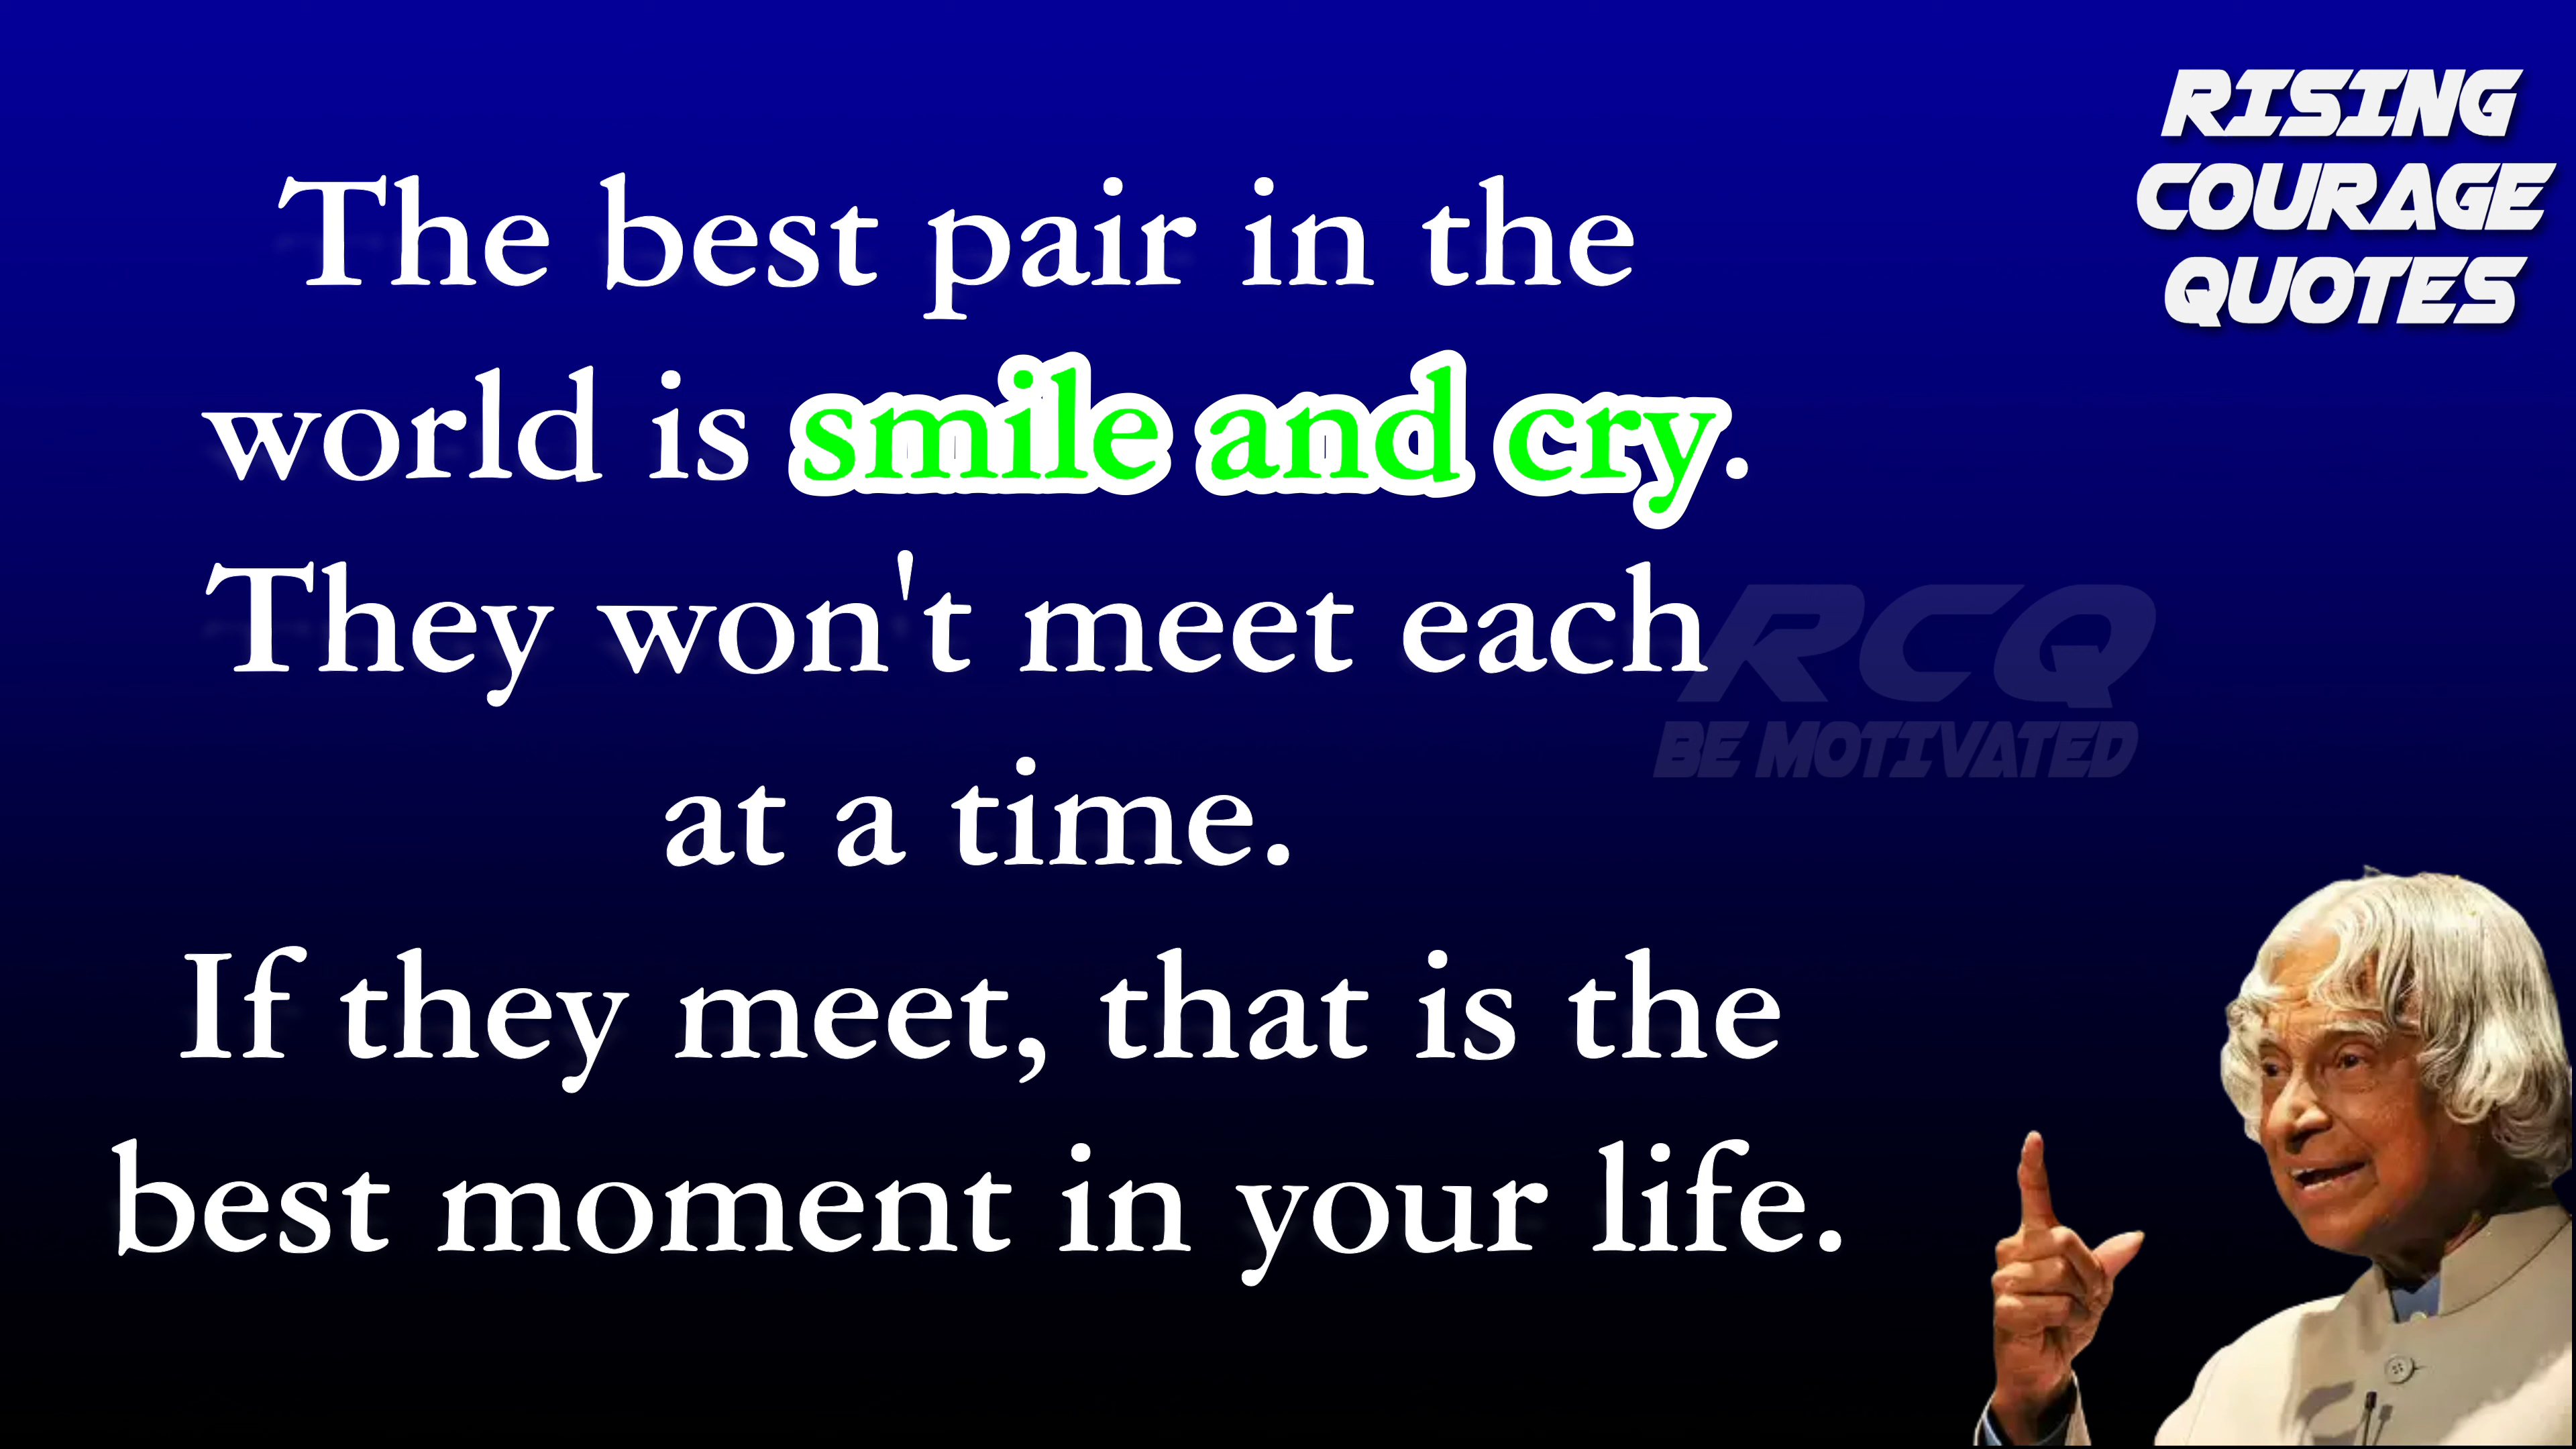 RISING
COURAGE
QUOTES
The best pair in the
world is smile and cry.
They won't meet each
at a time.
If they meet, that is the
best moment in your life.
RCQ
BE MOTIVATED